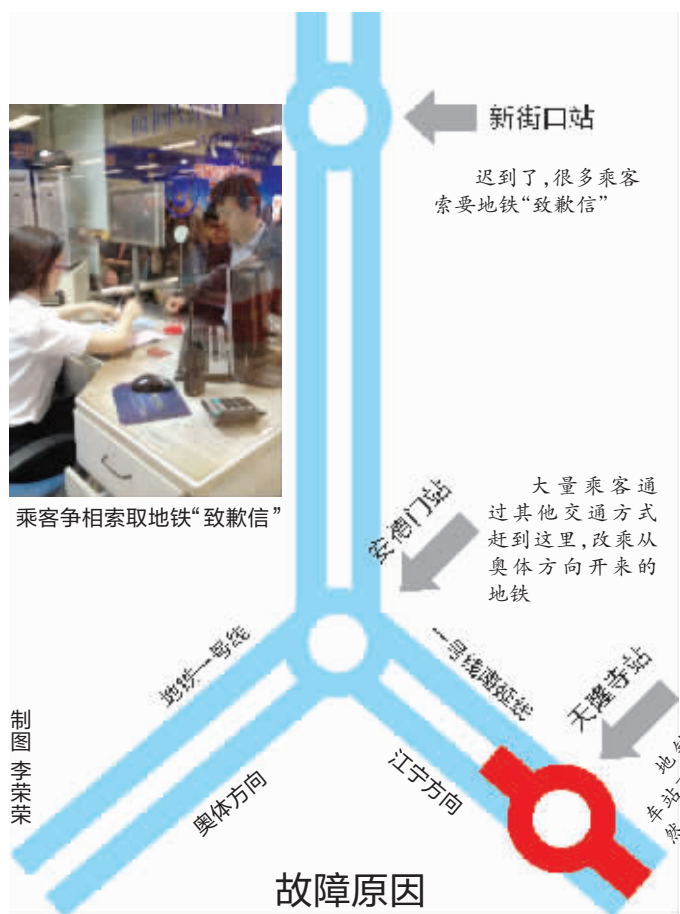 新街口站
迟到了,很多乘客
索要地铁“致歉信”
乘客争相索取地铁“致歉信”
安德门站
大量乘客通
过其他交通方式
赶到这里,改乘从
奥体方向开来的
地铁
地铁一号线
一号线南延线
天隆寺站
制图 李荣荣
奥体方向
江宁方向
车站
然
故障原因